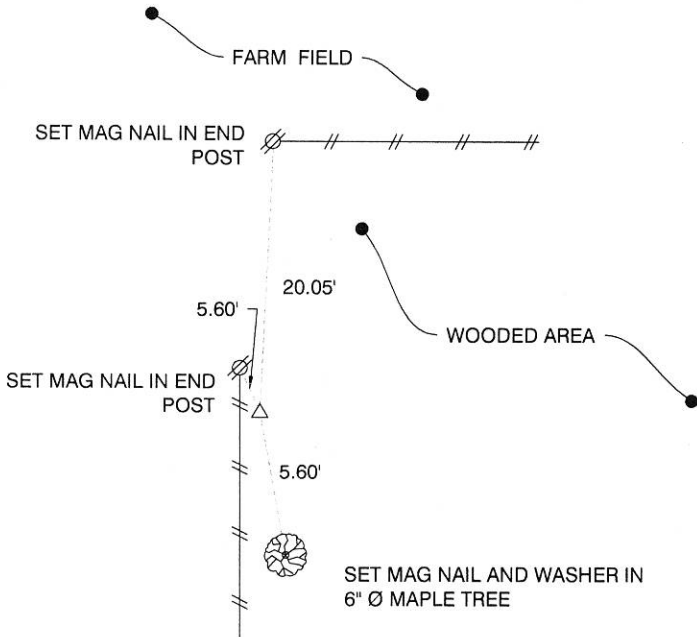 FARM FIELD
SET MAG NAIL IN END
POST
20.05'
5.60'
WOODED AREA
SET MAG NAIL IN END
POST
5.60'
SET MAG NAIL AND WASHER IN
6" Ø MAPLE TREE